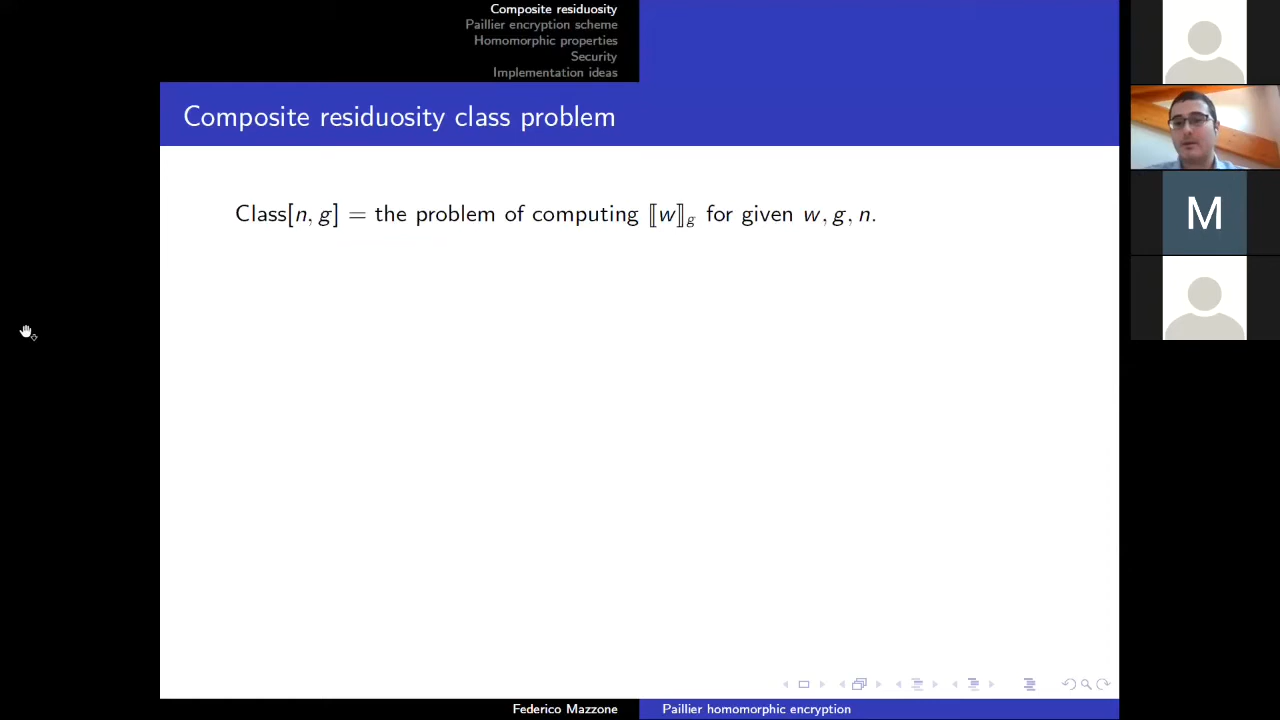 Composite residuosity
Paillier encryption scheme
Homomorphic properties
Security
Implementation ideas
Composite residuosity class problem
Class[n, g] = the problem of computing ⟦w⟧g for given w, g, n.
M
Federico Mazzone
Paillier homomorphic encryption